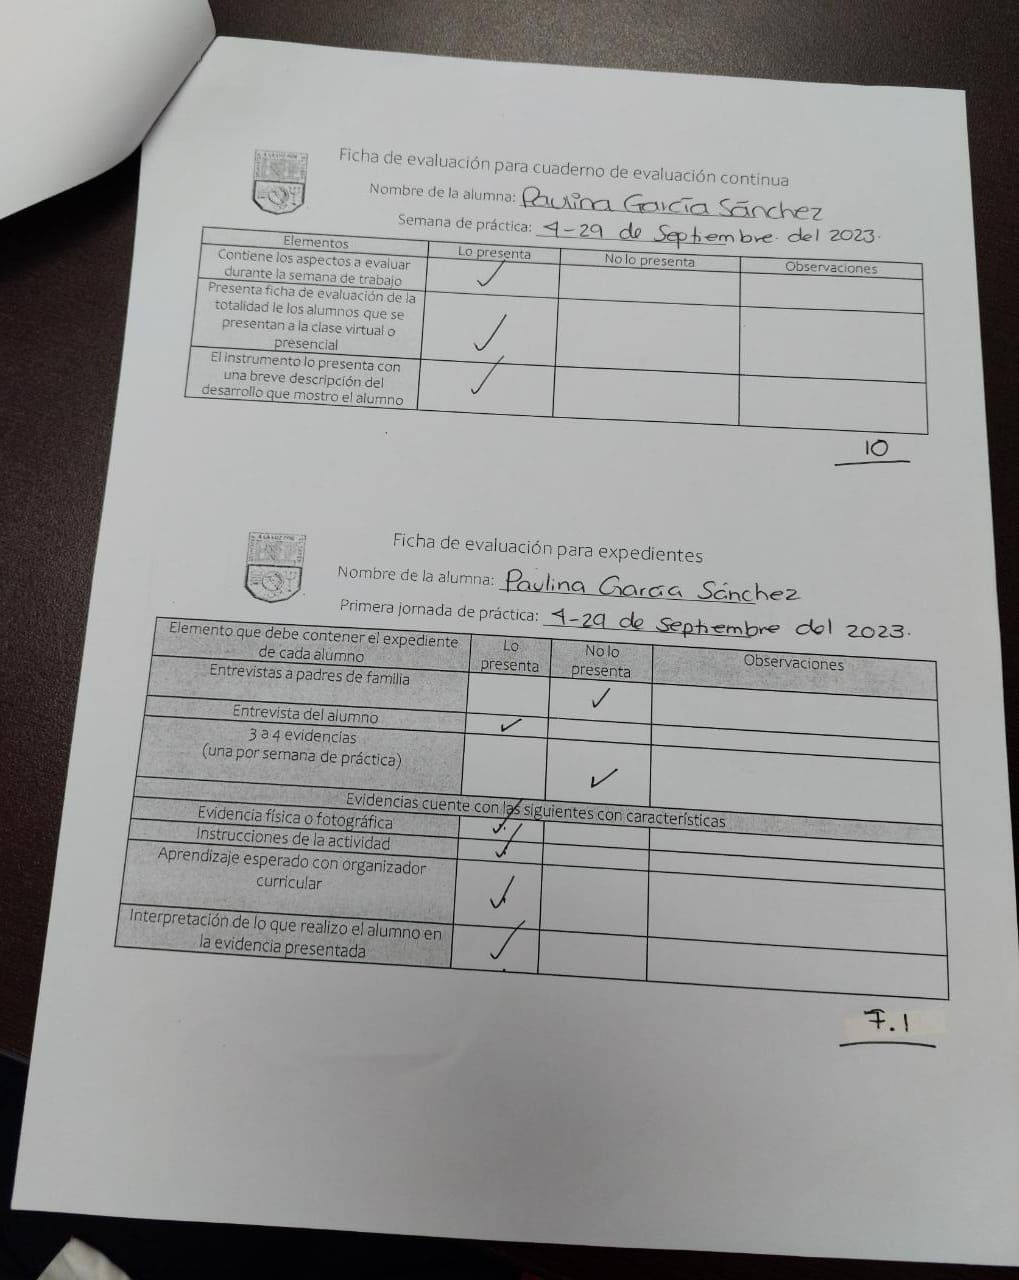 Ficha de evaluación para cuaderno de evaluación continua
Nombre de la alumna: Paulina García Sánchez
Semana de práctica: 4-29 de Septiembre del 2023.
Elementos Lo presenta No lo presenta Observaciones
Contiene los aspectos a evaluar
durante la semana de trabajo ✓
Presenta ficha de evaluación de la
totalidad le los alumnos que se
presentan a la clase virtual o
presencial ✓
El instrumento lo presenta con
una breve descripción del
desarrollo que mostró el alumno ✓
10
Ficha de evaluación para expedientes
Nombre de la alumna: Paulina García Sánchez
Primera jornada de práctica: 4-29 de Septiembre del 2023.
Elemento que debe contener el expediente
de cada alumno
Lo
presenta
No lo
presenta
Observaciones
Entrevistas a padres de familia ✓
Entrevista del alumno ✓
3 a 4 evidencias
(una por semana de práctica) ✓
Evidencias cuente con las siguientes con características
Evidencia física o fotográfica ✓
Instrucciones de la actividad ✓
Aprendizaje esperado con organizador
curricular ✓
Interpretación de lo que realizo el alumno en
la evidencia presentada ✓
7.1